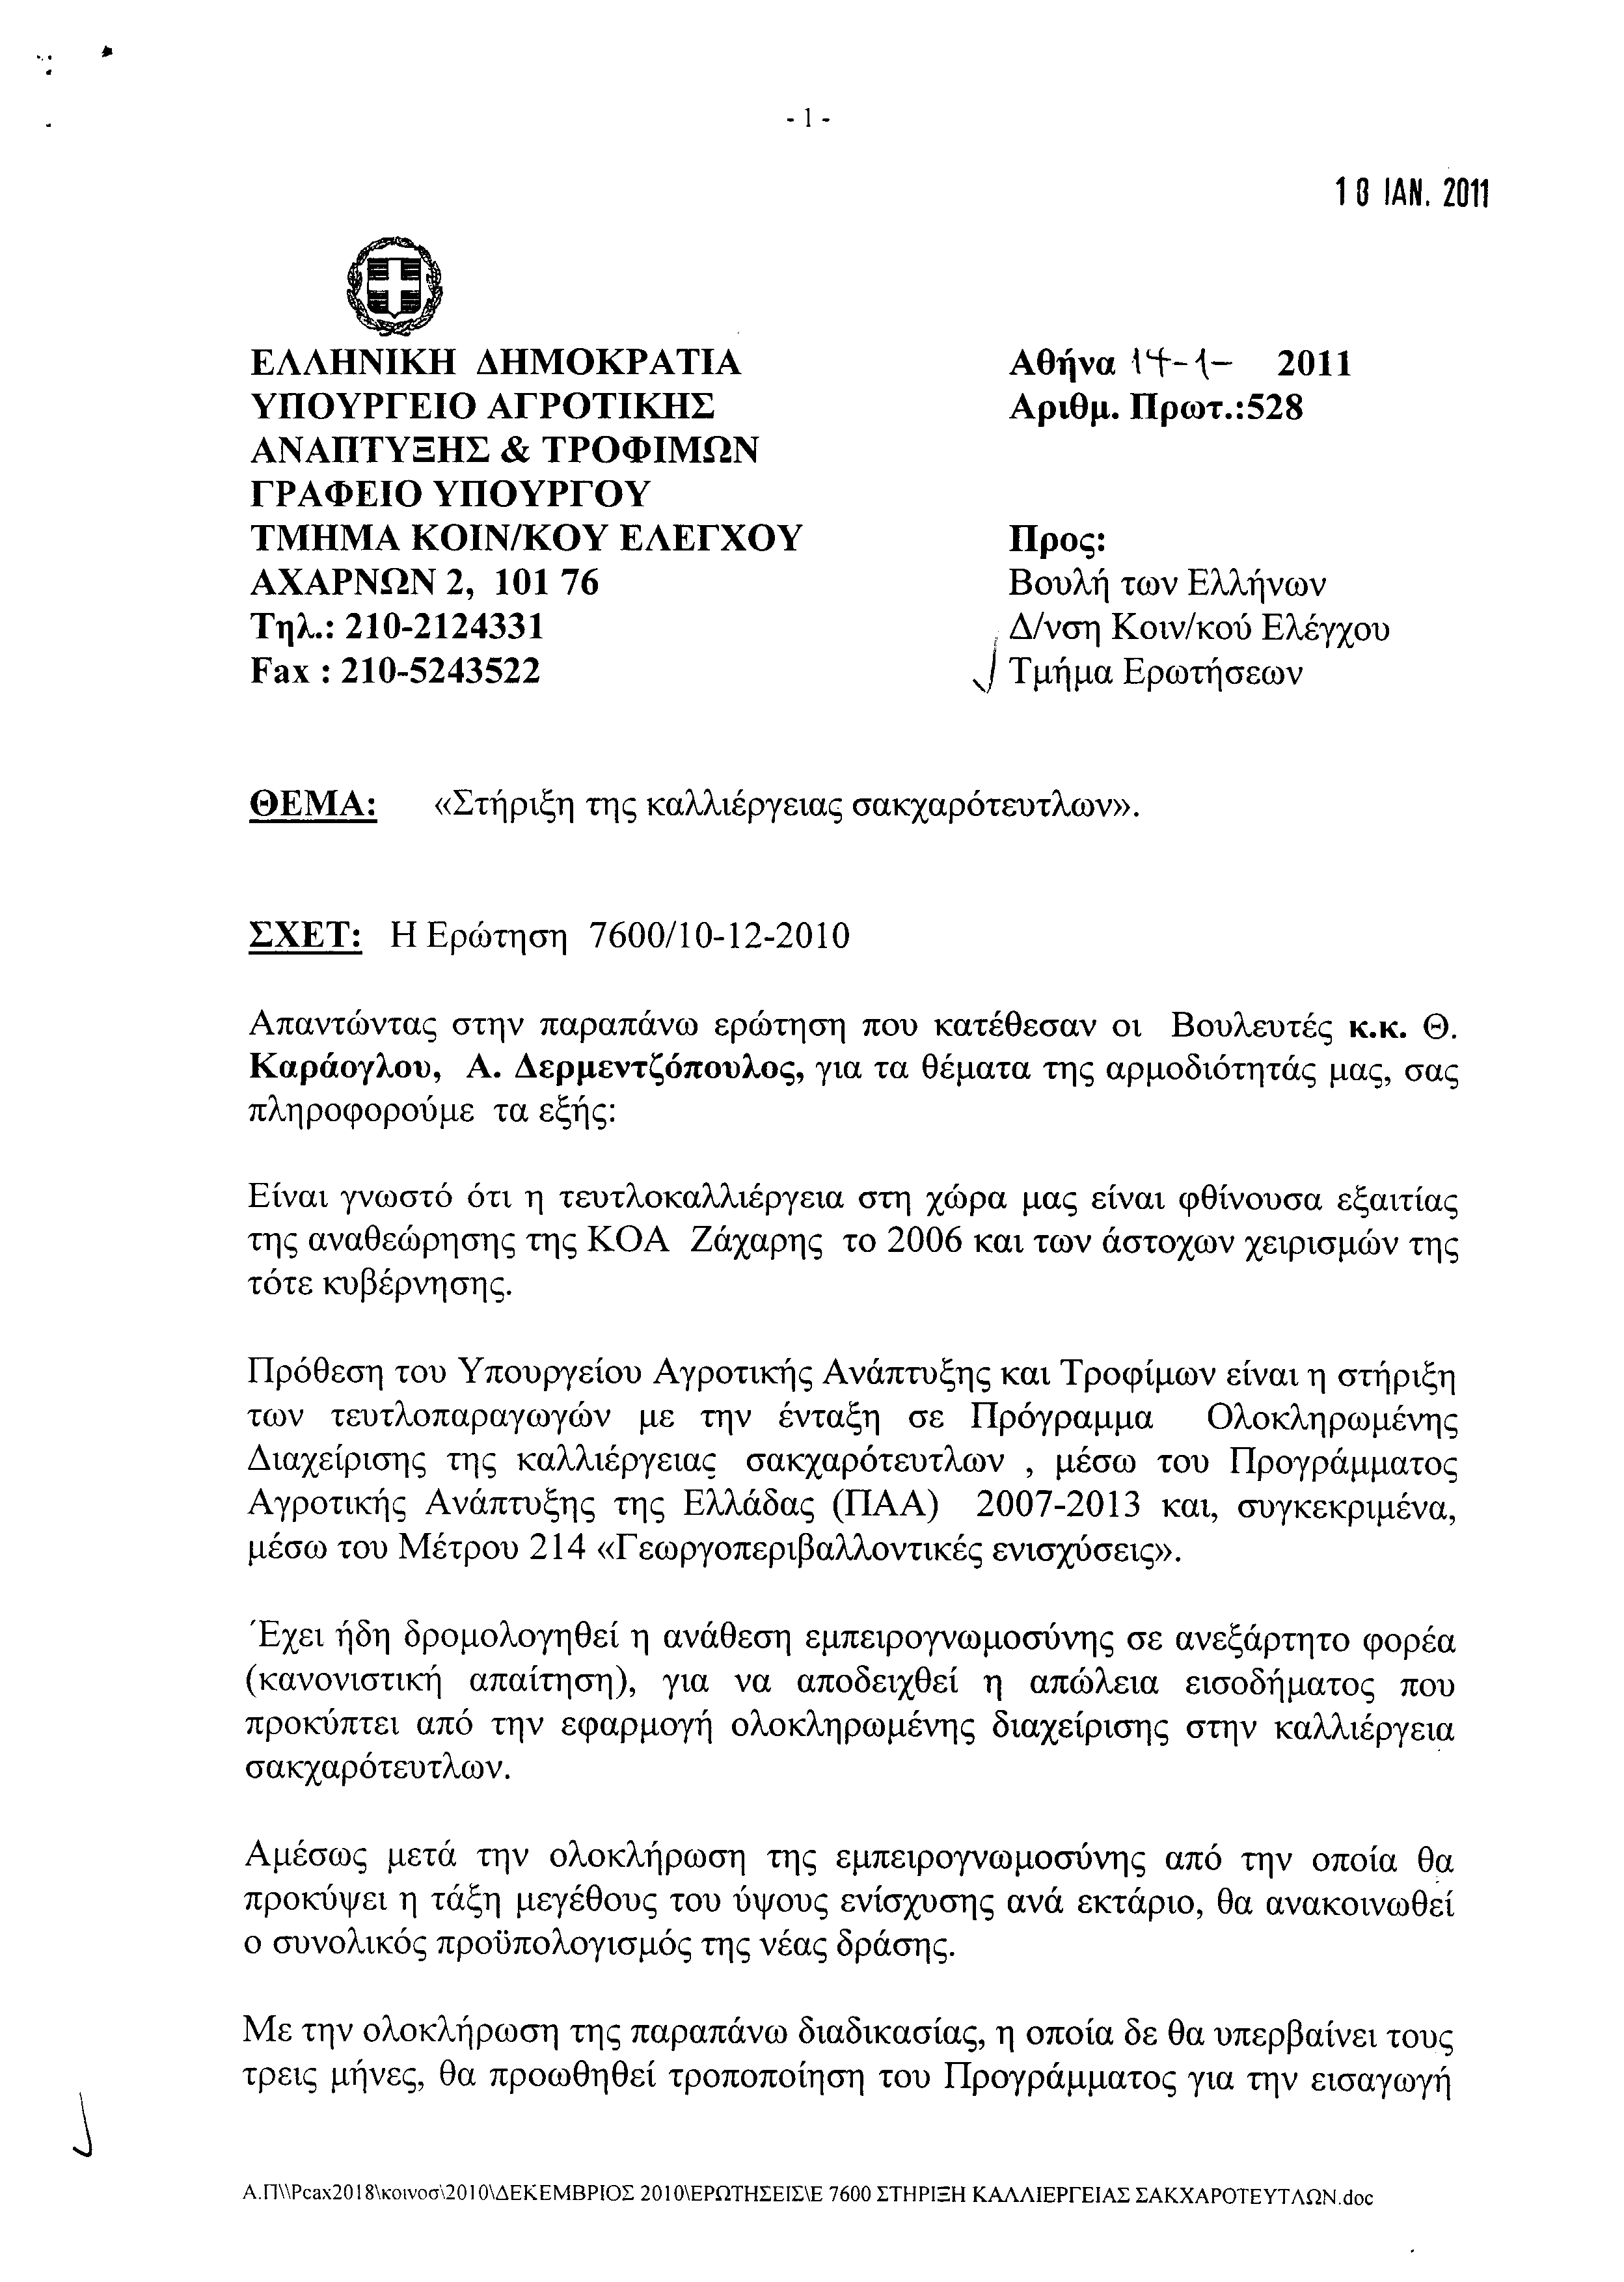 - 1 -
ΙΑΝ. 2011
ΕΛΛΗΝΙΚΗ ΔΗΜΟΚΡΑΤΙΑ
ΥΠΟΥΡΓΕΙΟ ΑΓΡΟΤΙΚΗΣ
ΑΝΑΠΤΥΞΗΣ & ΤΡΟΦΙΜΩΝ
ΓΡΑΦΕΙΟ ΥΠΟΥΡΓΟΥ
ΤΜΗΜΑ ΚΟΙΝ/ΚΟΥ ΕΛΕΓΧΟΥ
ΑΧΑΡΝΩΝ 2, 101 76
Τηλ.: 210-2124331
Fax : 210-5243522
Αθήνα 2011
Αριθμ. Πρωτ.:528
Προς:
Βουλή των Ελλήνων
Δ/νση Κοιν/κού Ελέγχου
Τμήμα Ερωτήσεων
ΘΕΜΑ: «Στήριξη της καλλιέργειας σακχαρότευτλων».
ΣΧΕΤ: Η Ερώτηση 7600/10-12-2010
Απαντώντας στην παραπάνω ερώτηση που κατέθεσαν οι Βουλευτές κ.κ. Θ.
Καράογλου, Α. Δερμεντζόπουλος, για τα θέματα της αρμοδιότητάς μας, σας
πληροφορούμε τα εξής:
Είναι γνωστό ότι η τευτλοκαλλιέργεια στη χώρα μας είναι φθίνουσα εξαιτίας
της αναθεώρησης της ΚΟΑ Ζάχαρης το 2006 και των άστοχων χειρισμών της
τότε κυβέρνησης.
Πρόθεση του Υπουργείου Αγροτικής Ανάπτυξης και Τροφίμων είναι η στήριξη
των τευτλοπαραγωγών με την ένταξη σε Πρόγραμμα Ολοκληρωμένης
Διαχείρισης της καλλιέργειας σακχαρότευτλων , μέσω του Προγράμματος
Αγροτικής Ανάπτυξης της Ελλάδας (ΠΑΑ) 2007-2013 και, συγκεκριμένα,
μέσω του Μέτρου 214 «Γεωργοπεριβαλλοντικές ενισχύσεις».
Έχει ήδη δρομολογηθεί η ανάθεση εμπειρογνωμοσύνης σε ανεξάρτητο φορέα
(κανονιστική απαίτηση), για να αποδειχθεί η απώλεια εισοδήματος που
προκύπτει από την εφαρμογή ολοκληρωμένης διαχείρισης στην καλλιέργεια
σακχαρότευτλων.
Αμέσως μετά την ολοκλήρωση της εμπειρογνωμοσύνης από την οποία θα
προκύψει η τάξη μεγέθους του ύψους ενίσχυσης ανά εκτάριο, θα ανακοινωθεί
ο συνολικός προϋπολογισμός της νέας δράσης.
Με την ολοκλήρωση της παραπάνω διαδικασίας, η οποία δε θα υπερβαίνει τους
τρεις μήνες, θα προωθηθεί τροποποίηση του Προγράμματος για την εισαγωγή
Α.Π\\Pcax2018\κοινοσ\2010\ΔΕΚΕΜΒΡΙΟΣ 2010\ΕΡΩΤΗΣΕΙΣ\Ε 7600 ΣΤΗΡΙΞΗ ΚΑΛΛΙΕΡΓΕΙΑΣ ΣΑΚΧΑΡΟΤΕΥΤΛΩΝ.doc